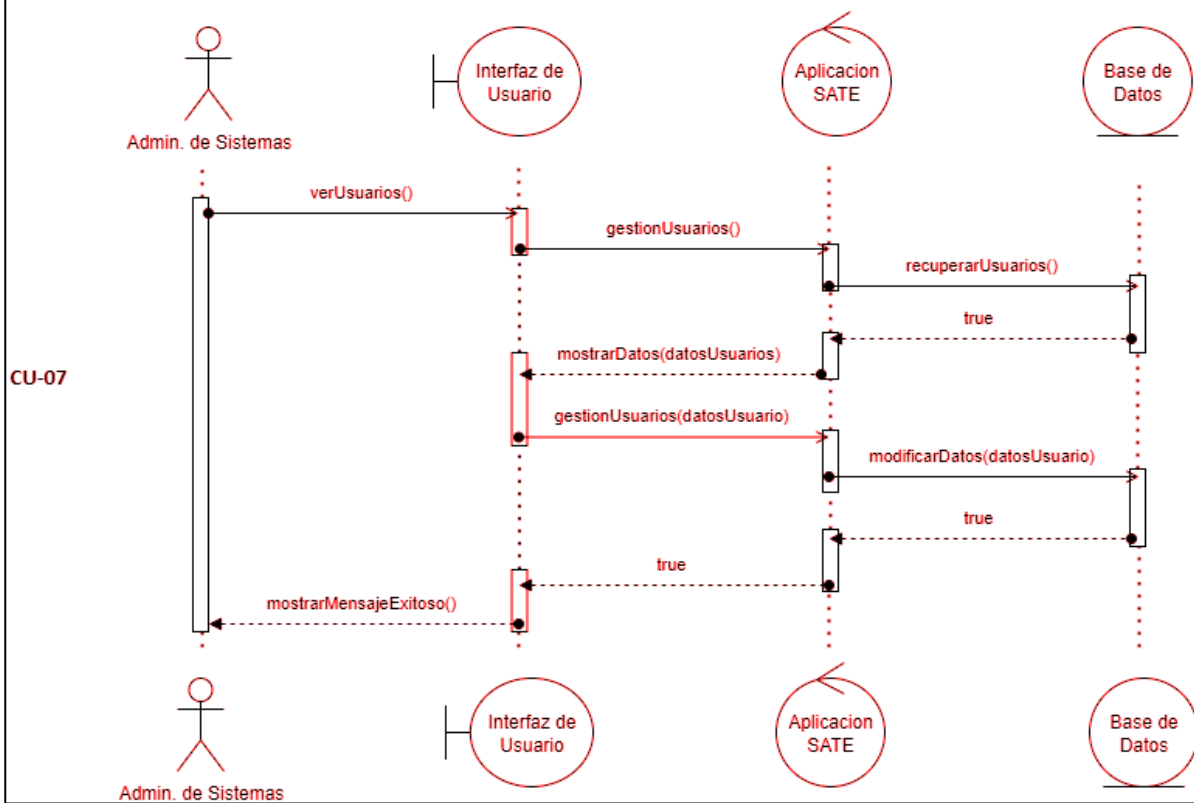 Interfaz de
Usuario
Aplicacion
SATE
Base de
Datos
Admin. de Sistemas
verUsuarios()
gestionUsuarios()
recuperarUsuarios()
true
mostrarDatos(datosUsuarios)
CU-07
gestionUsuarios(datosUsuario)
modificarDatos(datosUsuario)
true
true
mostrarMensajeExitoso()
Interfaz de
Usuario
Aplicacion
SATE
Base de
Datos
Admin. de Sistemas